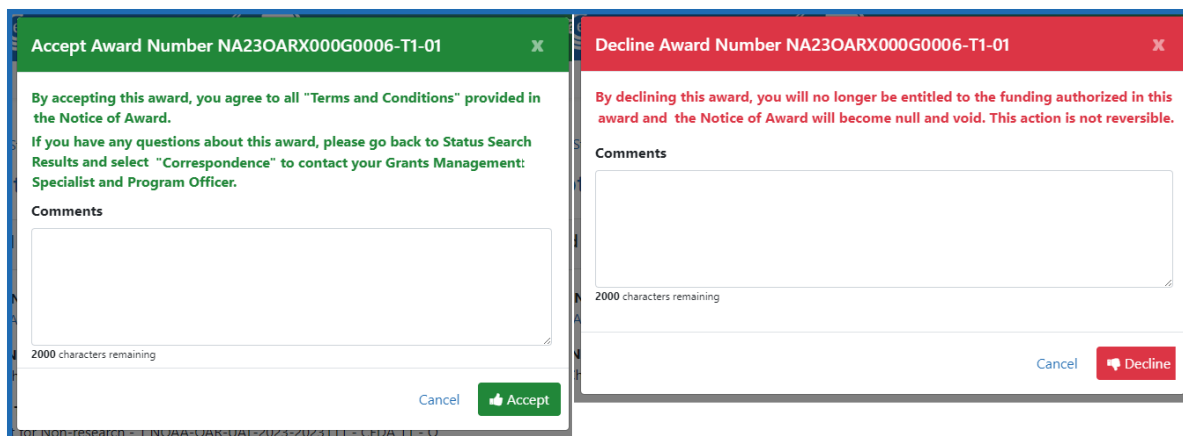 Accept Award Number NA23OARX000G0006-T1-01 x
By accepting this award, you agree to all "Terms and Conditions" provided in
the Notice of Award.
If you have any questions about this award, please go back to Status Search
Results and select "Correspondence" to contact your Grants Management
Specialist and Program Officer.
Comments
2000 characters remaining
Cancel Accept
Decline Award Number NA23OARX000G0006-T1-01 x
By declining this award, you will no longer be entitled to the funding authorized in this
award and the Notice of Award will become null and void. This action is not reversible.
Comments
2000 characters remaining
Cancel Decline